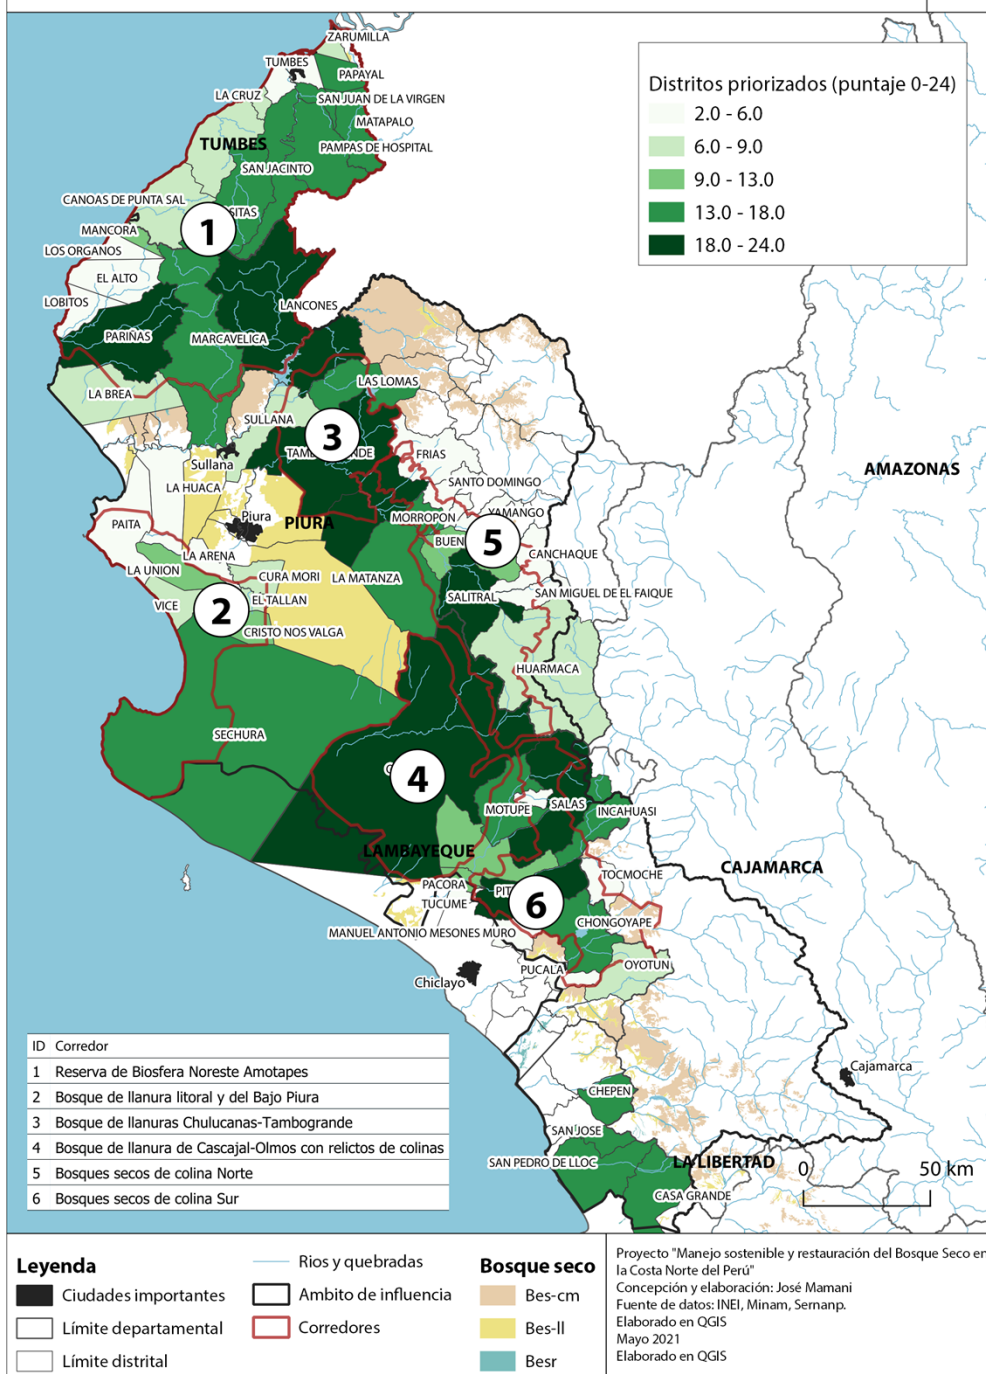 ZARUMILLA
TUMBES
PAPAYAL
LA CRUZ
SAN JUAN DE LA VIRGEN
MATAPALO
TUMBES
PAMPAS DE HOSPITAL
SAN JACINTO
CANOAS DE PUNTA SAL
SITAS
1
MANCORA
LOS ORGANOS
EL ALTO
LOBITOS
LANCONES
PARIÑAS
MARCAVELICA
LAS LOMAS
LA BREA
SULLANA
3
Sullana
FRIAS
LA HUACA
SANTO DOMINGO
Piura
PIURA
MORROPON
YAMANGO
PAITA
BUEN
5
LA ARENA
CANCHAQUE
LA UNION
CURA MORI
LA MATANZA
SAN MIGUEL DE EL FAIQUE
VICE
2
EL TALLAN
SALITRAL
CRISTO NOS VALGA
HUARMACA
SECHURA
4
MOTUPE
SALAS
INCAHUASI
LAMBAYEQUE
TOCMOCHE
PACORA
PIT
6
TUCUME
CHONGOYAPE
MANUEL ANTONIO MESONES MURO
PUCALA
OYOTUN
Chiclayo
CHEPEN
SAN JOSE
SAN PEDRO DE LLOC
LA LIBERTAD
CASA GRANDE
AMAZONAS
CAJAMARCA
Cajamarca
0 50 km
Distritos priorizados (puntaje 0-24)
2.0 - 6.0
6.0 - 9.0
9.0 - 13.0
13.0 - 18.0
18.0 - 24.0
ID Corredor
1 Reserva de Biosfera Noreste Amotapes
2 Bosque de llanura litoral y del Bajo Piura
3 Bosque de llanuras Chulucanas-Tambogrande
4 Bosque de llanura de Cascajal-Olmos con relictos de colinas
5 Bosques secos de colina Norte
6 Bosques secos de colina Sur
Leyenda
Ciudades importantes
Límite departamental
Límite distrital
Rios y quebradas
Ambito de influencia
Corredores
Bosque seco
Bes-cm
Bes-ll
Besr
Proyecto "Manejo sostenible y restauración del Bosque Seco en
la Costa Norte del Perú"
Concepción y elaboración: José Mamani
Fuente de datos: INEI, Minam, Sernanp.
Elaborado en QGIS
Mayo 2021
Elaborado en QGIS